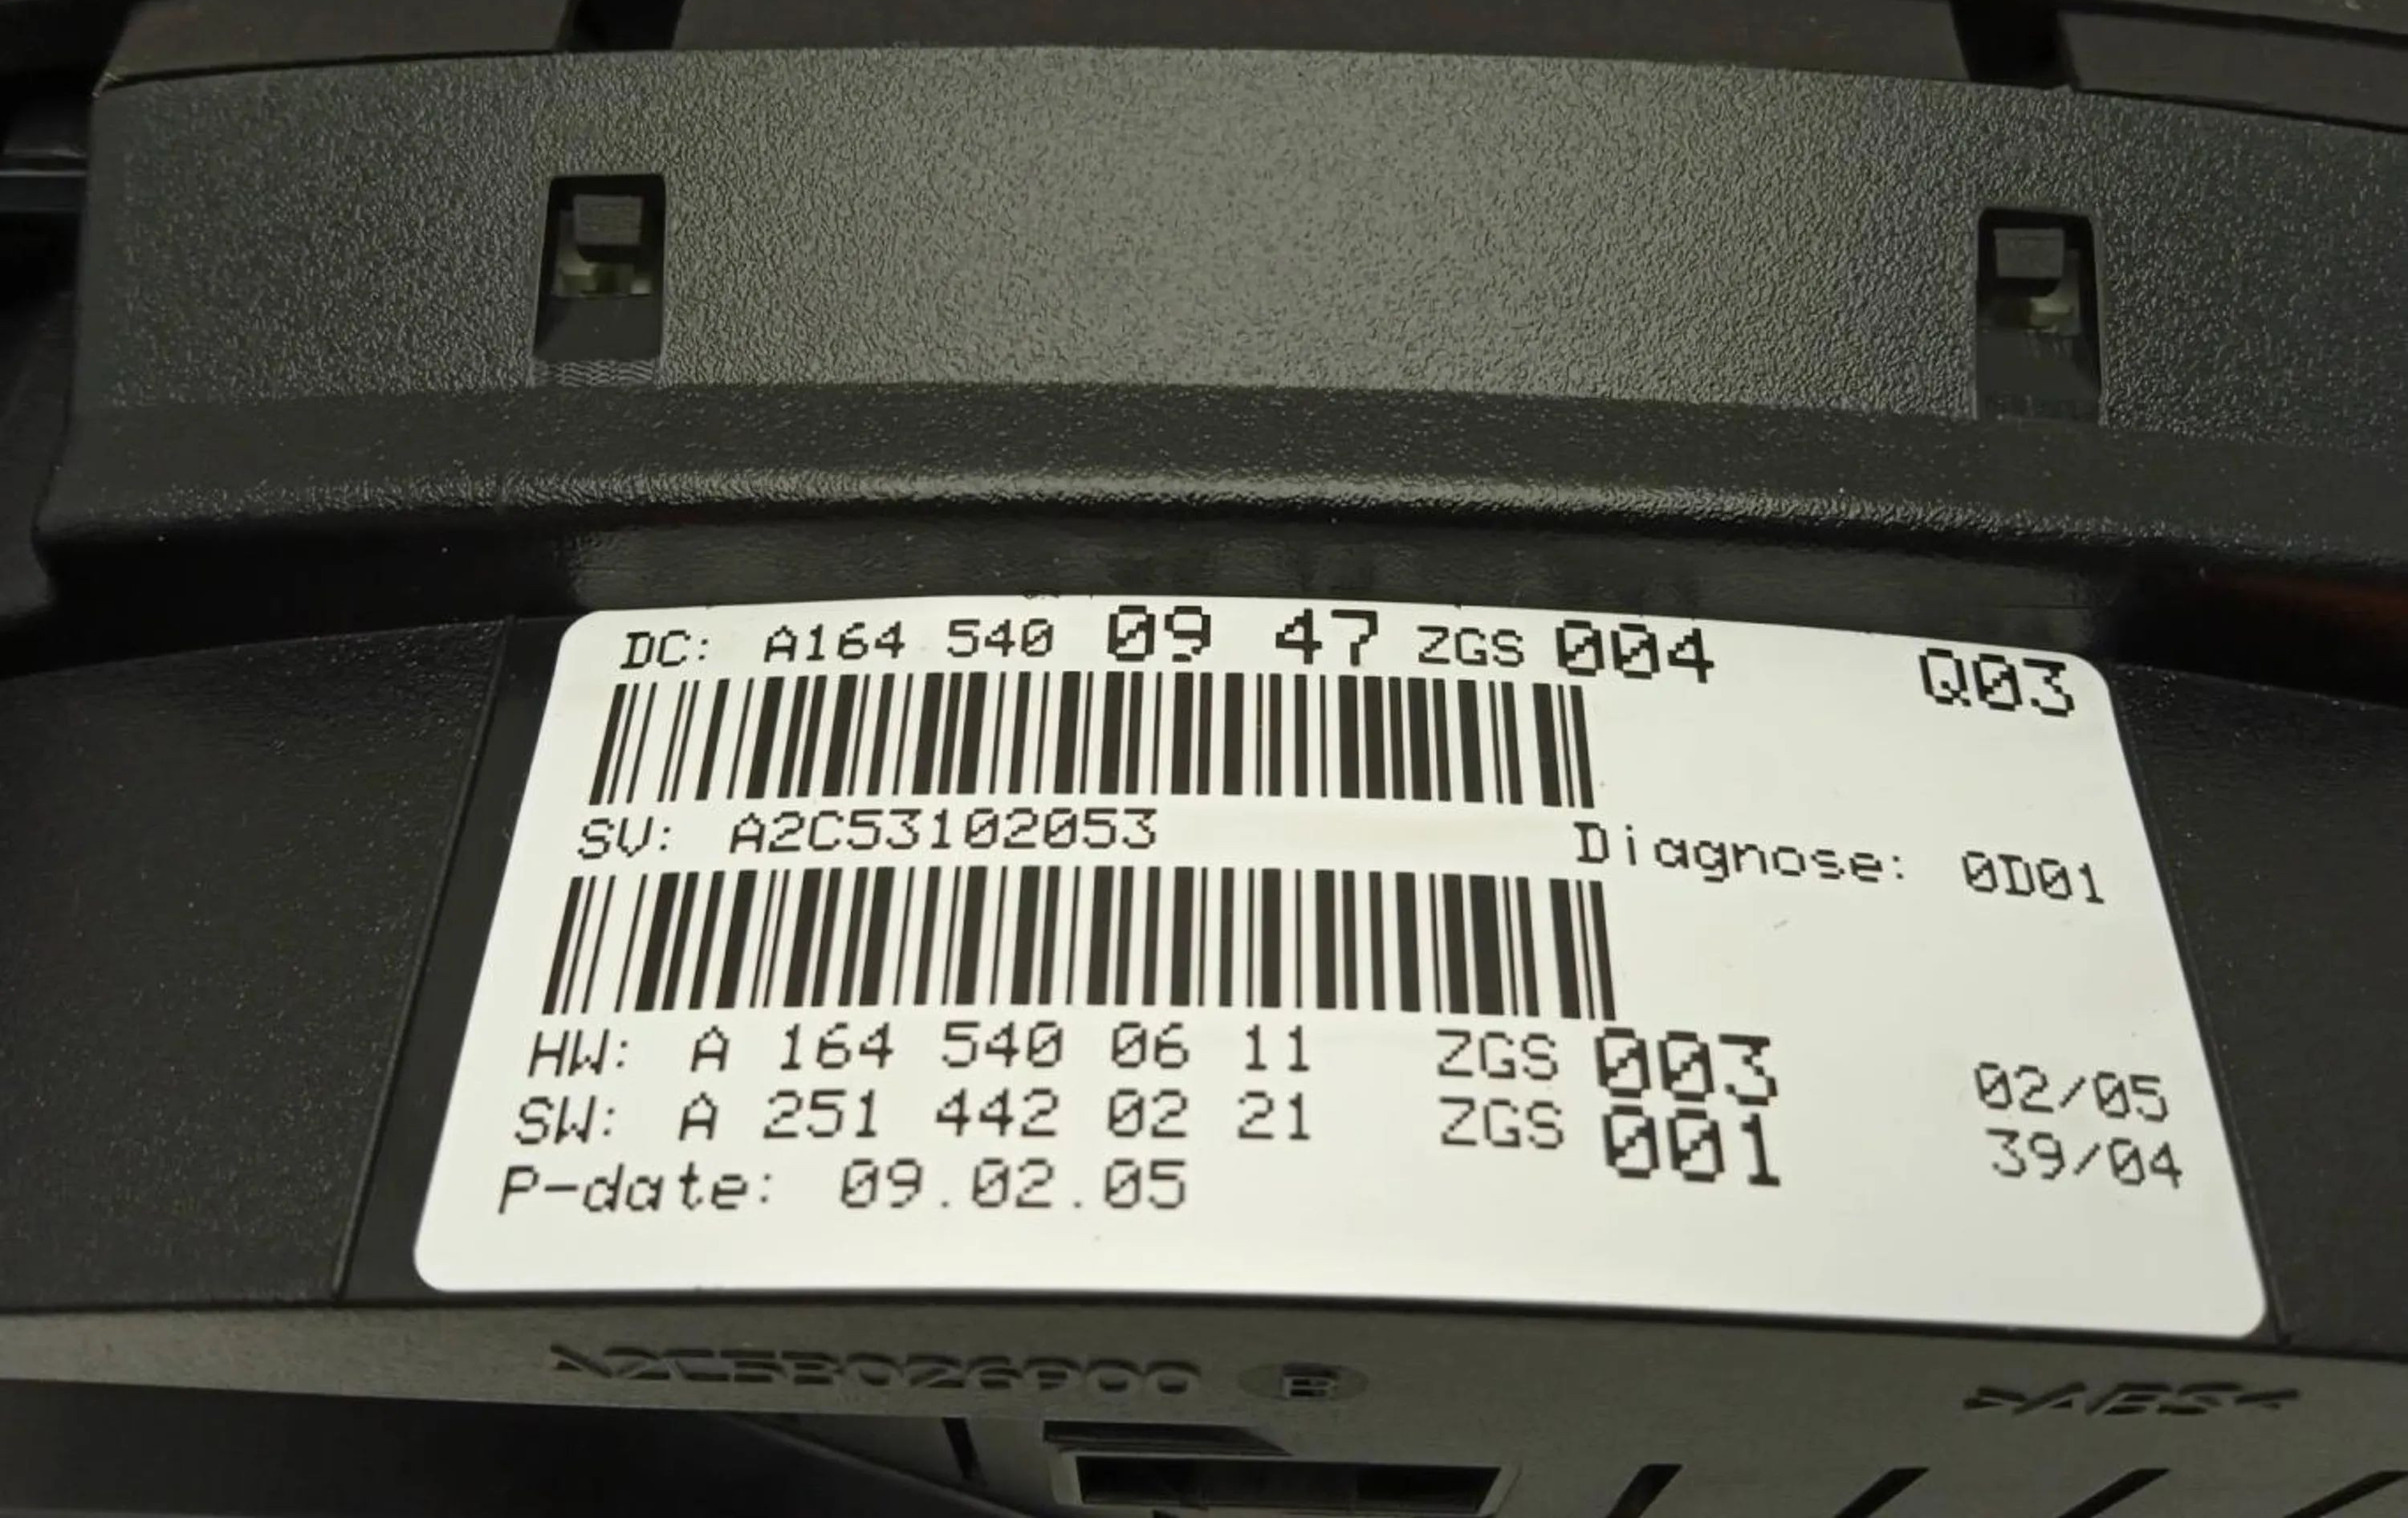 DC: A164 540 09 47 ZGS 004 Q03
SV: A2C53102053
Diagnose: 0D01
HW: A 164 540 06 11 ZGS 003 02/05
SW: A 251 442 02 21 ZGS 001 39/04
P-date: 09.02.05
B
>ABS<